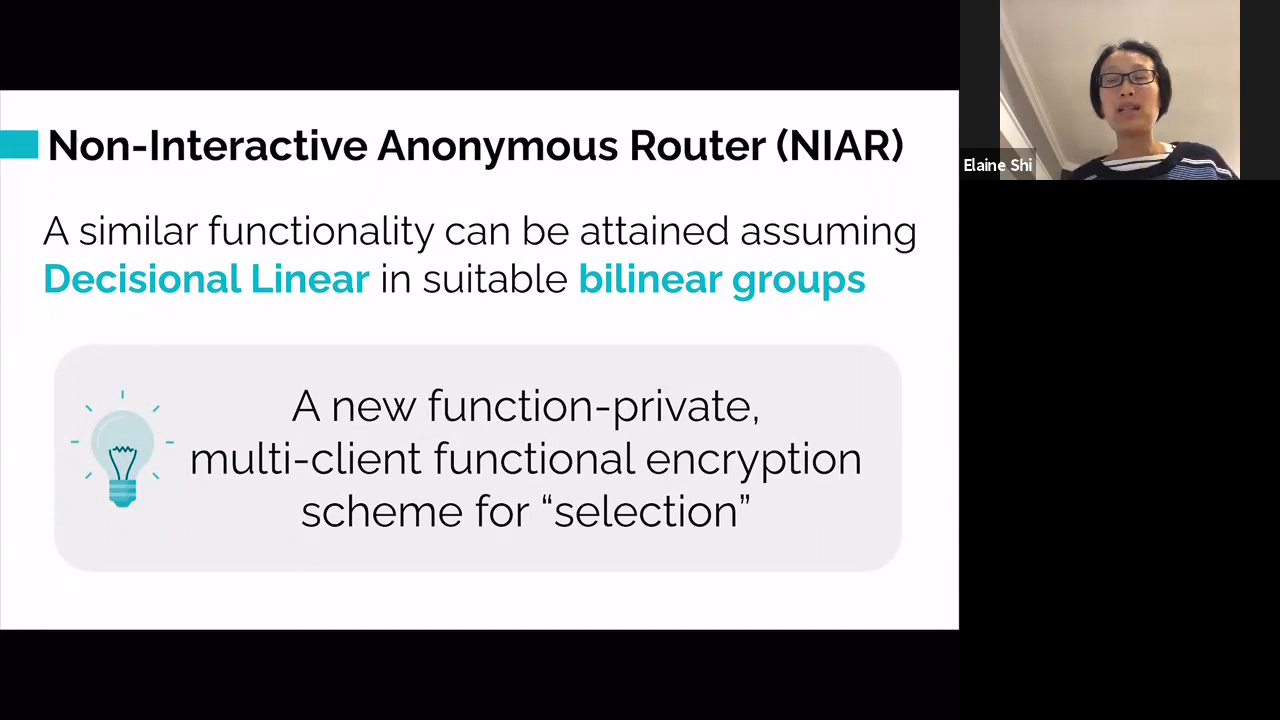 Non-Interactive Anonymous Router (NIAR)
A similar functionality can be attained assuming
Decisional Linear in suitable bilinear groups
A new function-private,
multi-client functional encryption
scheme for “selection”
Elaine Shi